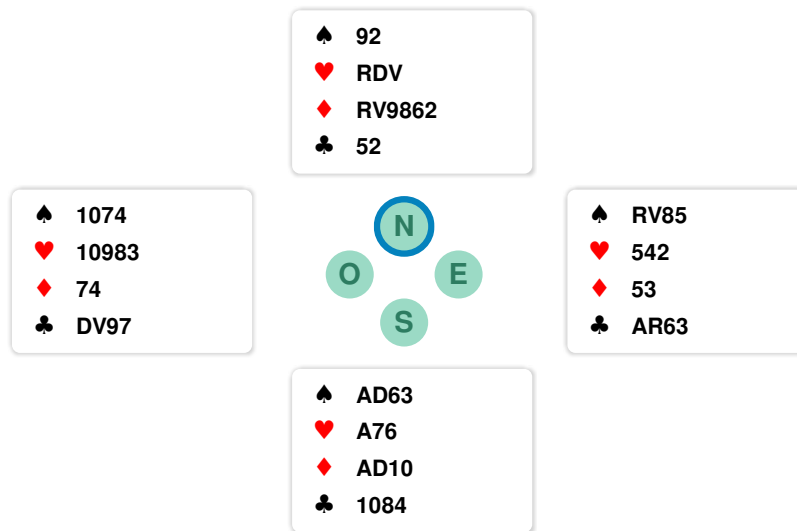 ♠ 92
♥ RDV
♦ RV9862
♣ 52
♠ 1074
♥ 10983
♦ 74
♣ DV97
N
O E
S
♠ RV85
♥ 542
♦ 53
♣ AR63
♠ AD63
♥ A76
♦ AD10
♣ 1084